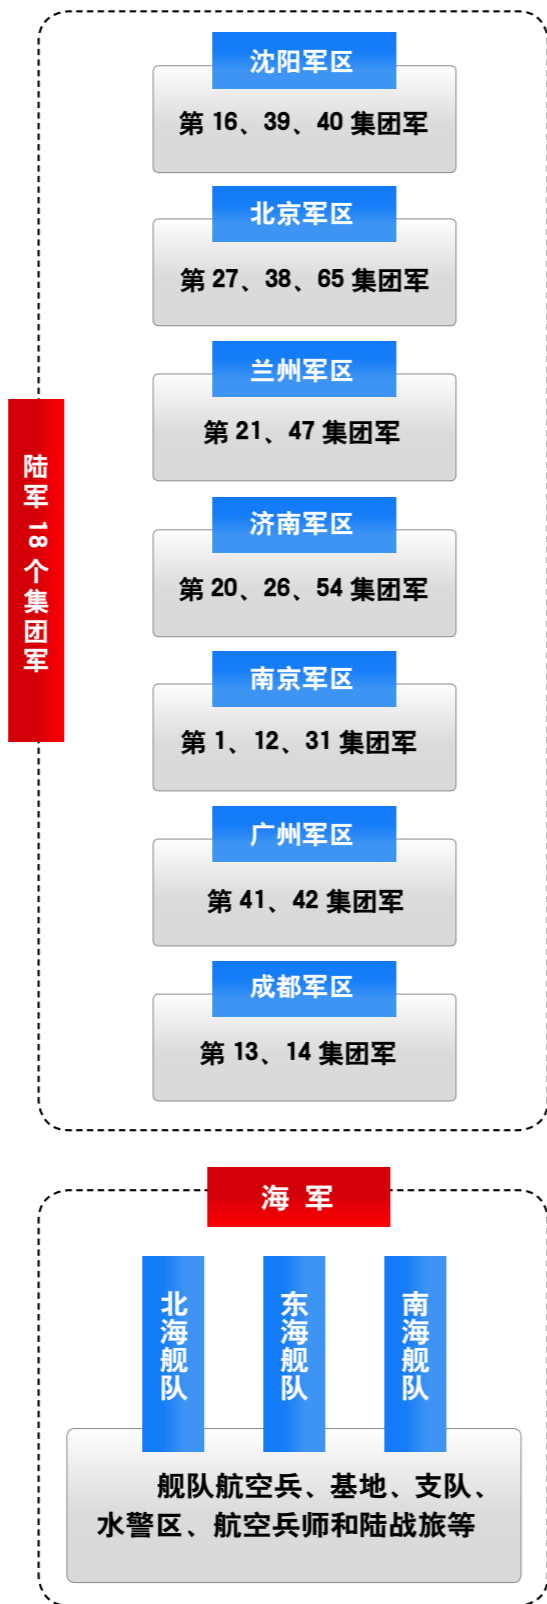 沈阳军区
第 16、39、40 集团军
北京军区
第 27、38、65 集团军
兰州军区
第 21、47 集团军
陆军 18 个集团军
济南军区
第 20、26、54 集团军
南京军区
第 1、12、31 集团军
广州军区
第 41、42 集团军
成都军区
第 13、14 集团军
海 军
北海舰队
东海舰队
南海舰队
舰队航空兵、基地、支队、
水警区、航空兵师和陆战旅等